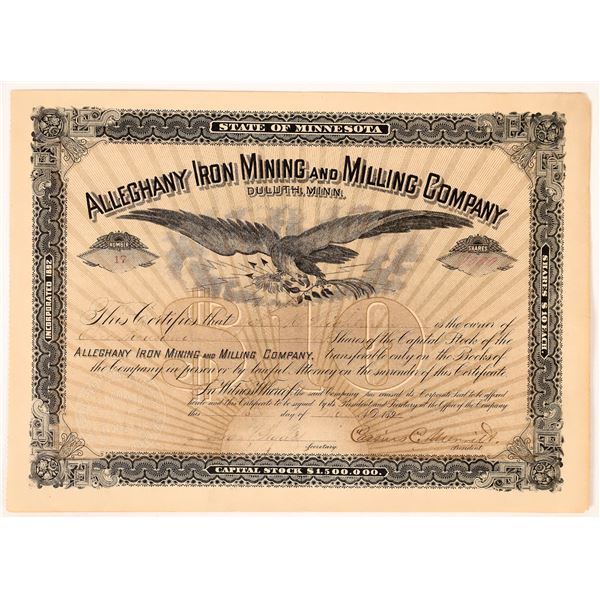 STATE OF MINNESOTA
ALLEGHANY IRON MINING AND MILLING COMPANY
DULUTH, MINN.
NUMBER
17
SHARES
INCORPORATED 1892
SHARES $10 EACH.
$10
This Certifies that
is the owner of
Shares of the Capital Stock of the
ALLEGHANY IRON MINING AND MILLING COMPANY, transferable only on the Books of
the Company in person or by lawful Attorney on the surrender of this Certificate.
In Witness Whereof, the said Company has caused its Corporate Seal to be affixed
hereto and this Certificate to be signed by its President and Secretary at the Office of the Company
this day of 189
Secretary.
President
CAPITAL STOCK $1,500,000.